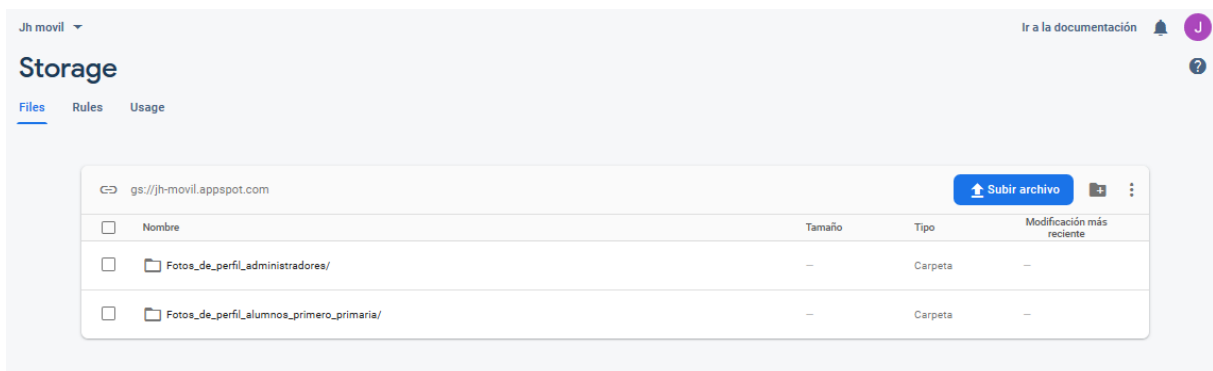 Jh movil
Ir a la documentación
J
Storage
?
Files Rules Usage
gs://jh-movil.appspot.com
Subir archivo
Nombre Tamaño Tipo Modificación más
reciente
Fotos_de_perfil_administradores/ — Carpeta —
Fotos_de_perfil_alumnos_primero_primaria/ — Carpeta —